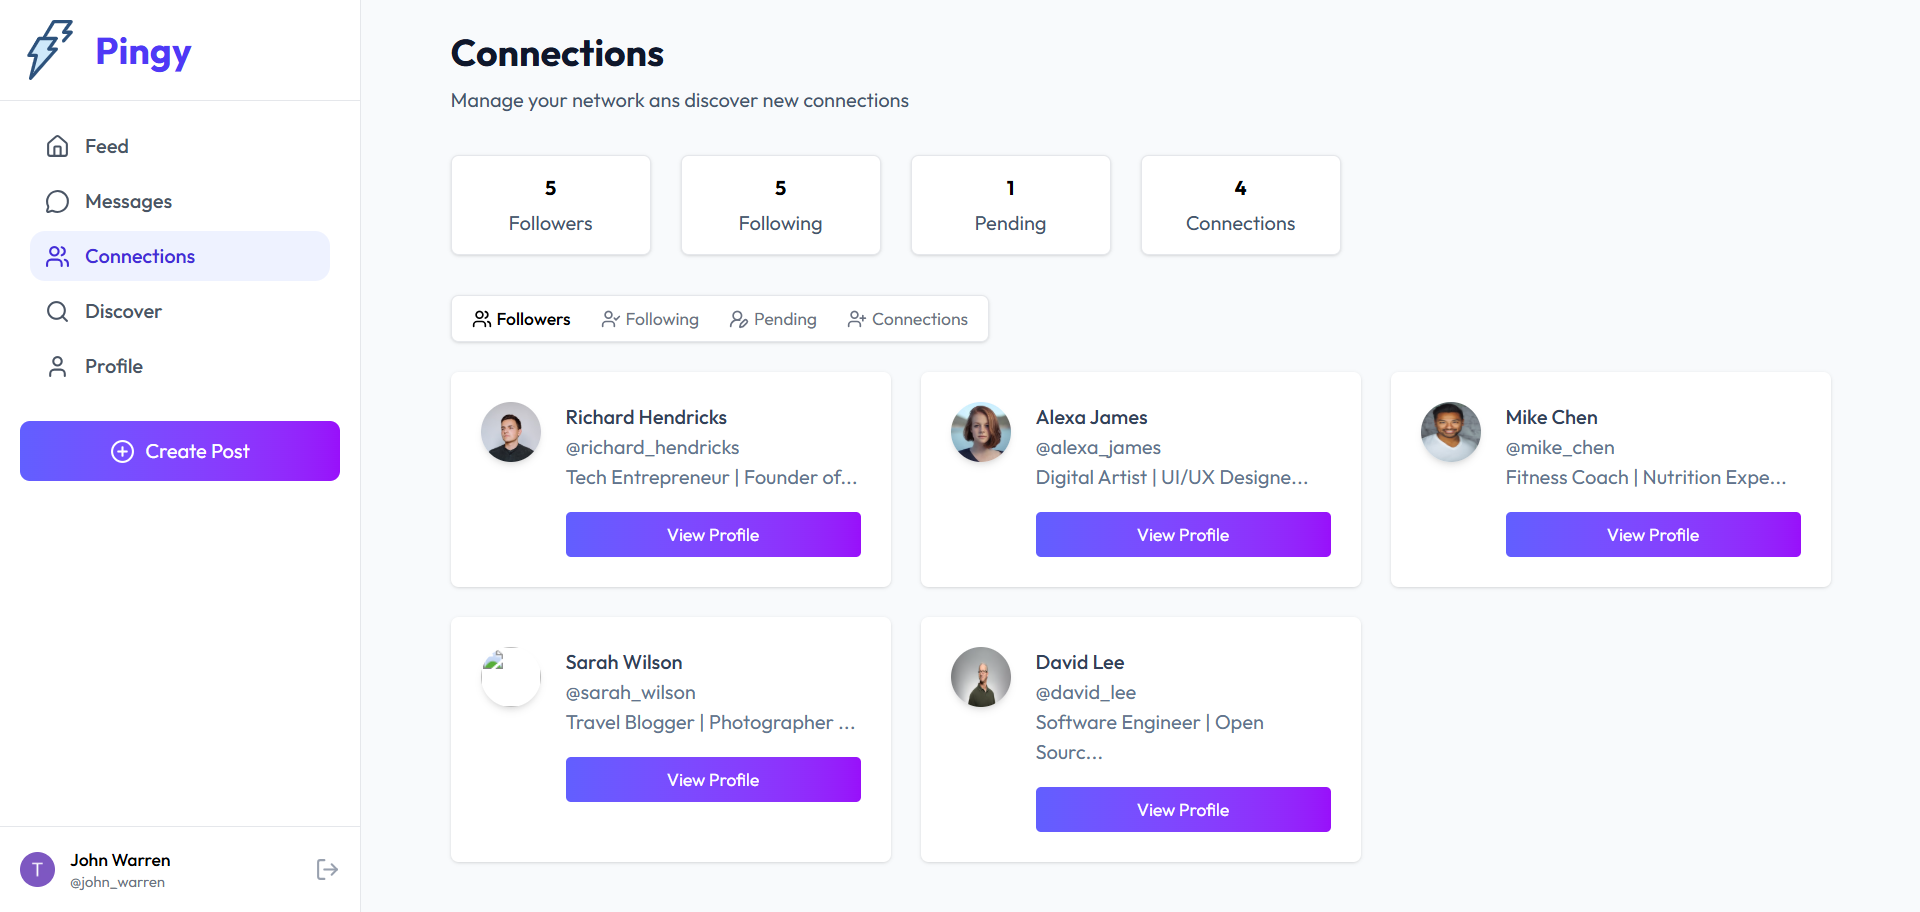 Pingy
Feed
Messages
Connections
Discover
Profile
Create Post
T
John Warren
@john_warren
Connections
Manage your network ans discover new connections
5
Followers
5
Following
1
Pending
4
Connections
Followers
Following
Pending
Connections
Richard Hendricks
@richard_hendricks
Tech Entrepreneur | Founder of...
View Profile
Alexa James
@alexa_james
Digital Artist | UI/UX Designe...
View Profile
Mike Chen
@mike_chen
Fitness Coach | Nutrition Expe...
View Profile
Sarah Wilson
@sarah_wilson
Travel Blogger | Photographer ...
View Profile
David Lee
@david_lee
Software Engineer | Open
Sourc...
View Profile